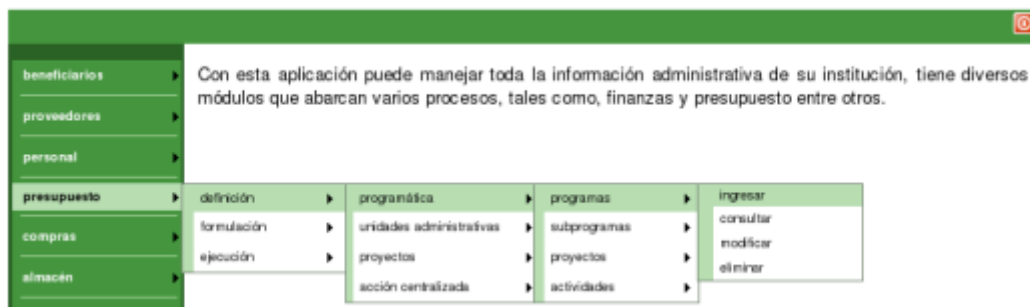 beneficiarios
proveedores
personal
presupuesto
compras
almacén
Con esta aplicación puede manejar toda la información administrativa de su institución, tiene diversos
módulos que abarcan varios procesos, tales como, finanzas y presupuesto entre otros.
definición
formulación
ejecución
programática
unidades administrativas
proyectos
acción centralizada
programas
subprogramas
proyectos
actividades
ingresar
consultar
modificar
eliminar